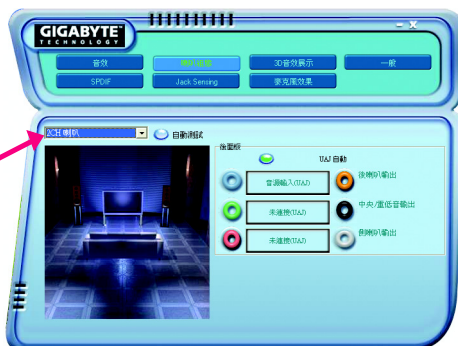 GIGABYTE™
TECHNOLOGY
– X
音效 喇叭組態 3D音效展示 一般
SPDIF Jack Sensing 麥克風效果
2CH 喇叭 自動測試
後面板
UAJ 自動
音源輸入(UAJ) 後喇叭輸出
未連接(UAJ) 中央/重低音輸出
未連接(UAJ) 側喇叭輸出